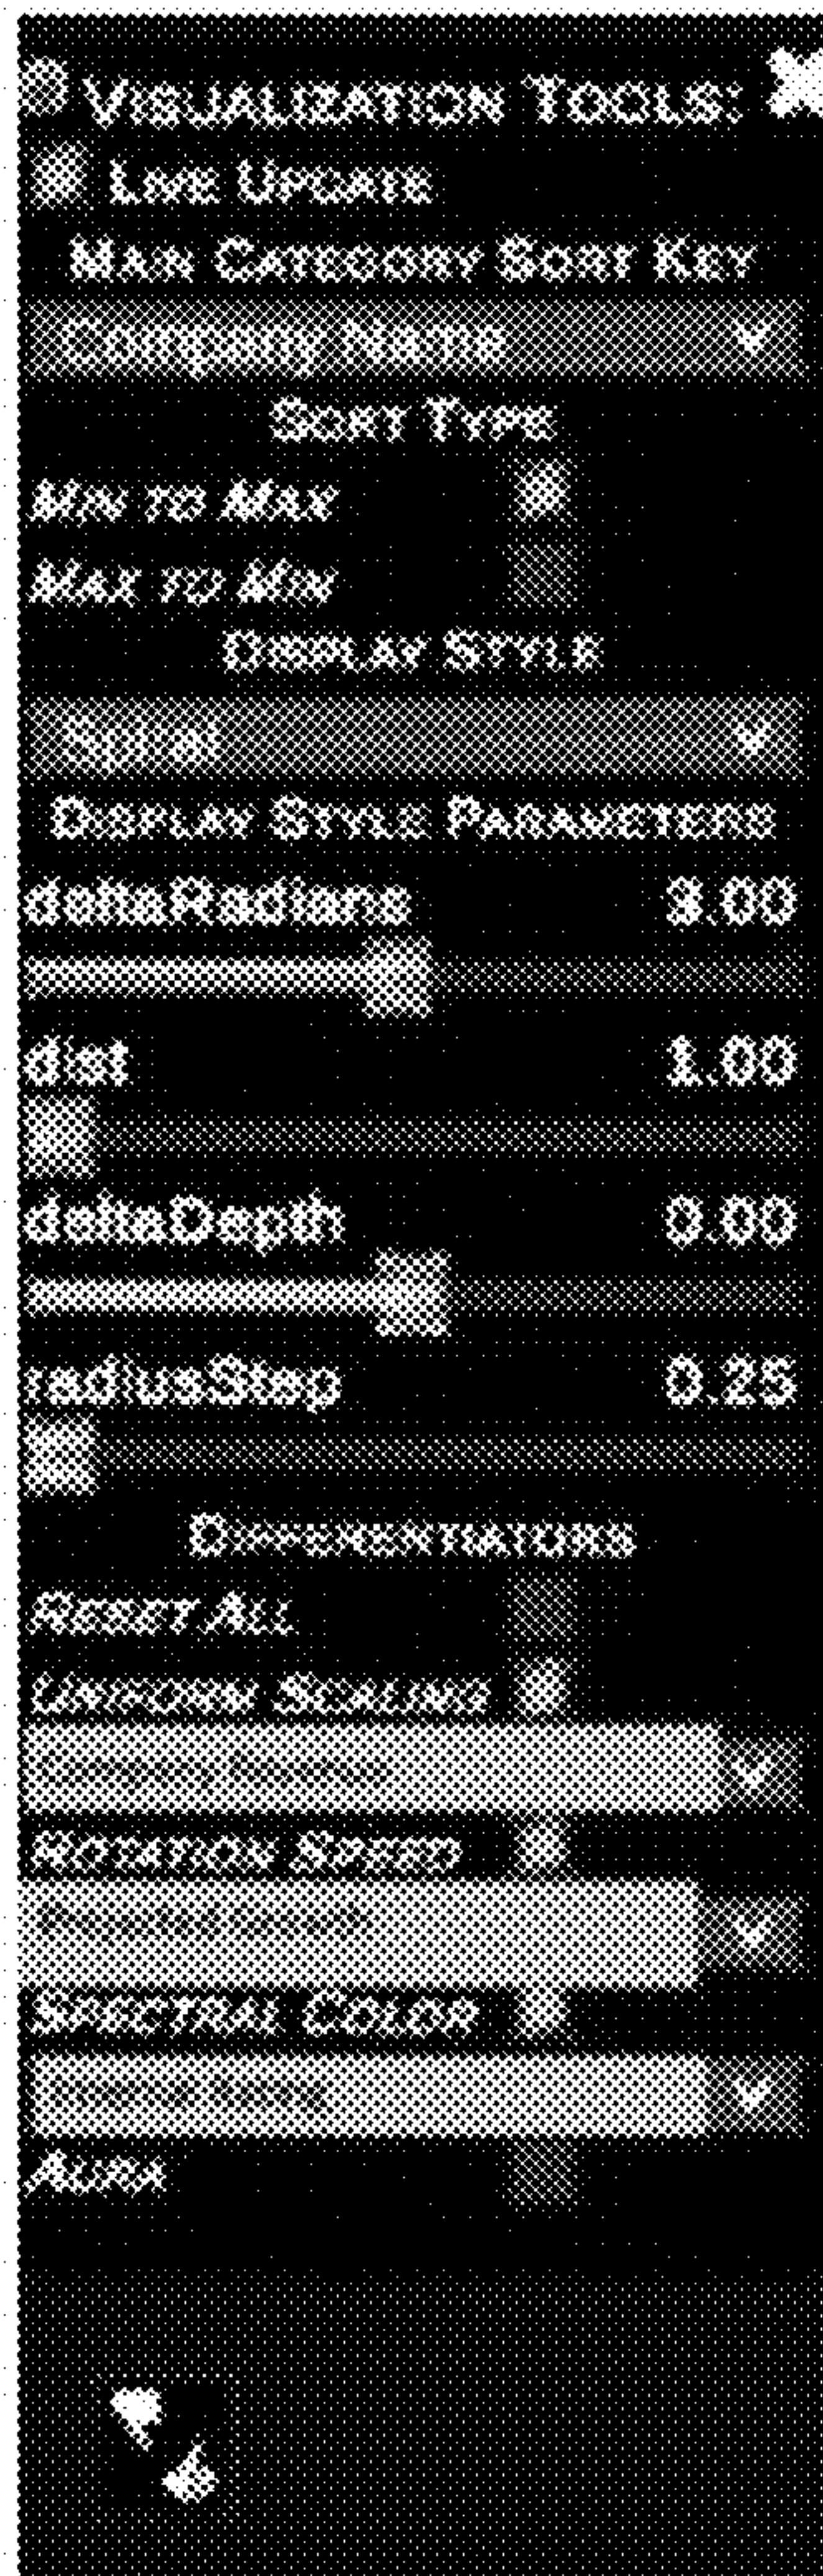 VISUALIZATION TOOLS:
LIVE UPDATE
MAIN CATEGORY SORT KEY
Company Name
SORT TYPE
MIN TO MAX
MAX TO MIN
DISPLAY STYLE
Spiral
DISPLAY STYLE PARAMETERS
deltaRadians 3.00
dist 1.00
deltaDepth 0.00
radiusStep 0.25
DIFFERENTIATORS
RESET ALL
UNIFORM SCALING
ROTATION SPEED
SPECTRAL COLOR
AURA